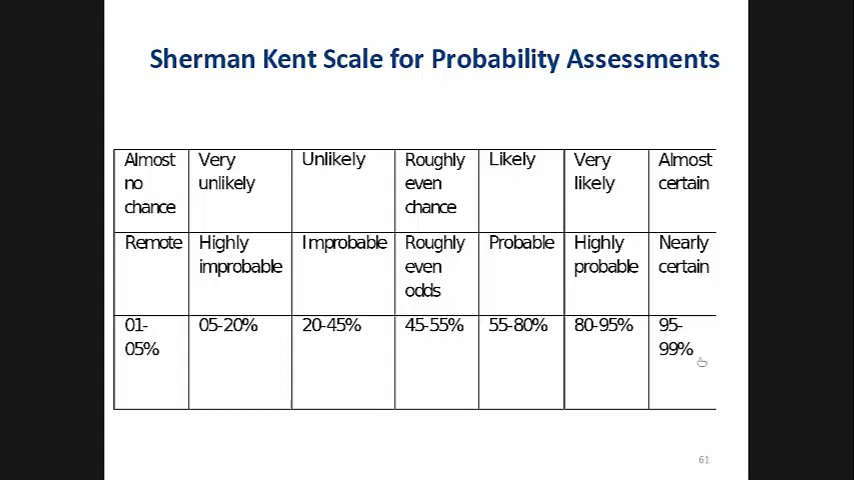 Sherman Kent Scale for Probability Assessments
Almost no chance
Very unlikely
Unlikely
Roughly even chance
Likely
Very likely
Almost certain
Remote
Highly improbable
Improbable
Roughly even odds
Probable
Highly probable
Nearly certain
01-05%
05-20%
20-45%
45-55%
55-80%
80-95%
95-99%
61